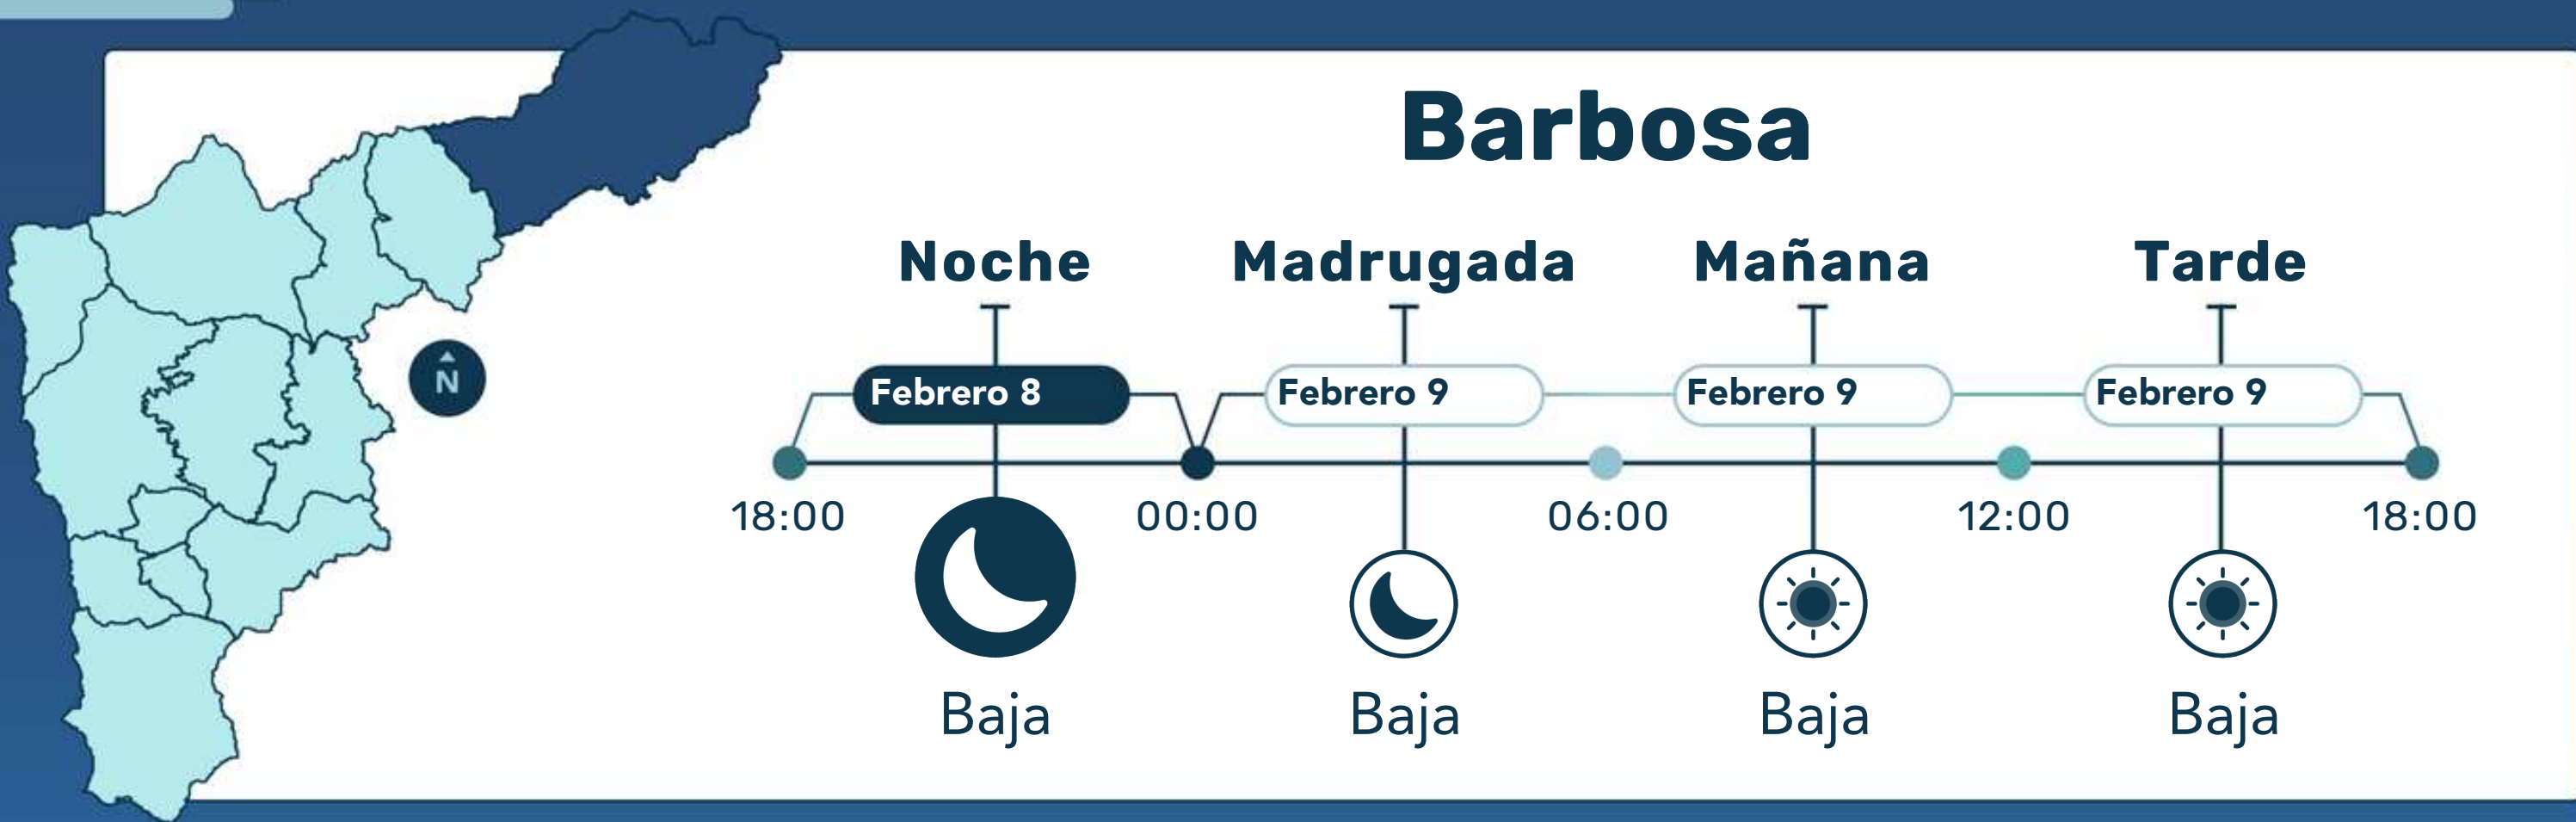 Barbosa
Noche Madrugada Mañana Tarde
Febrero 8 Febrero 9 Febrero 9 Febrero 9
N
18:00 00:00 06:00 12:00 18:00
Baja Baja Baja Baja